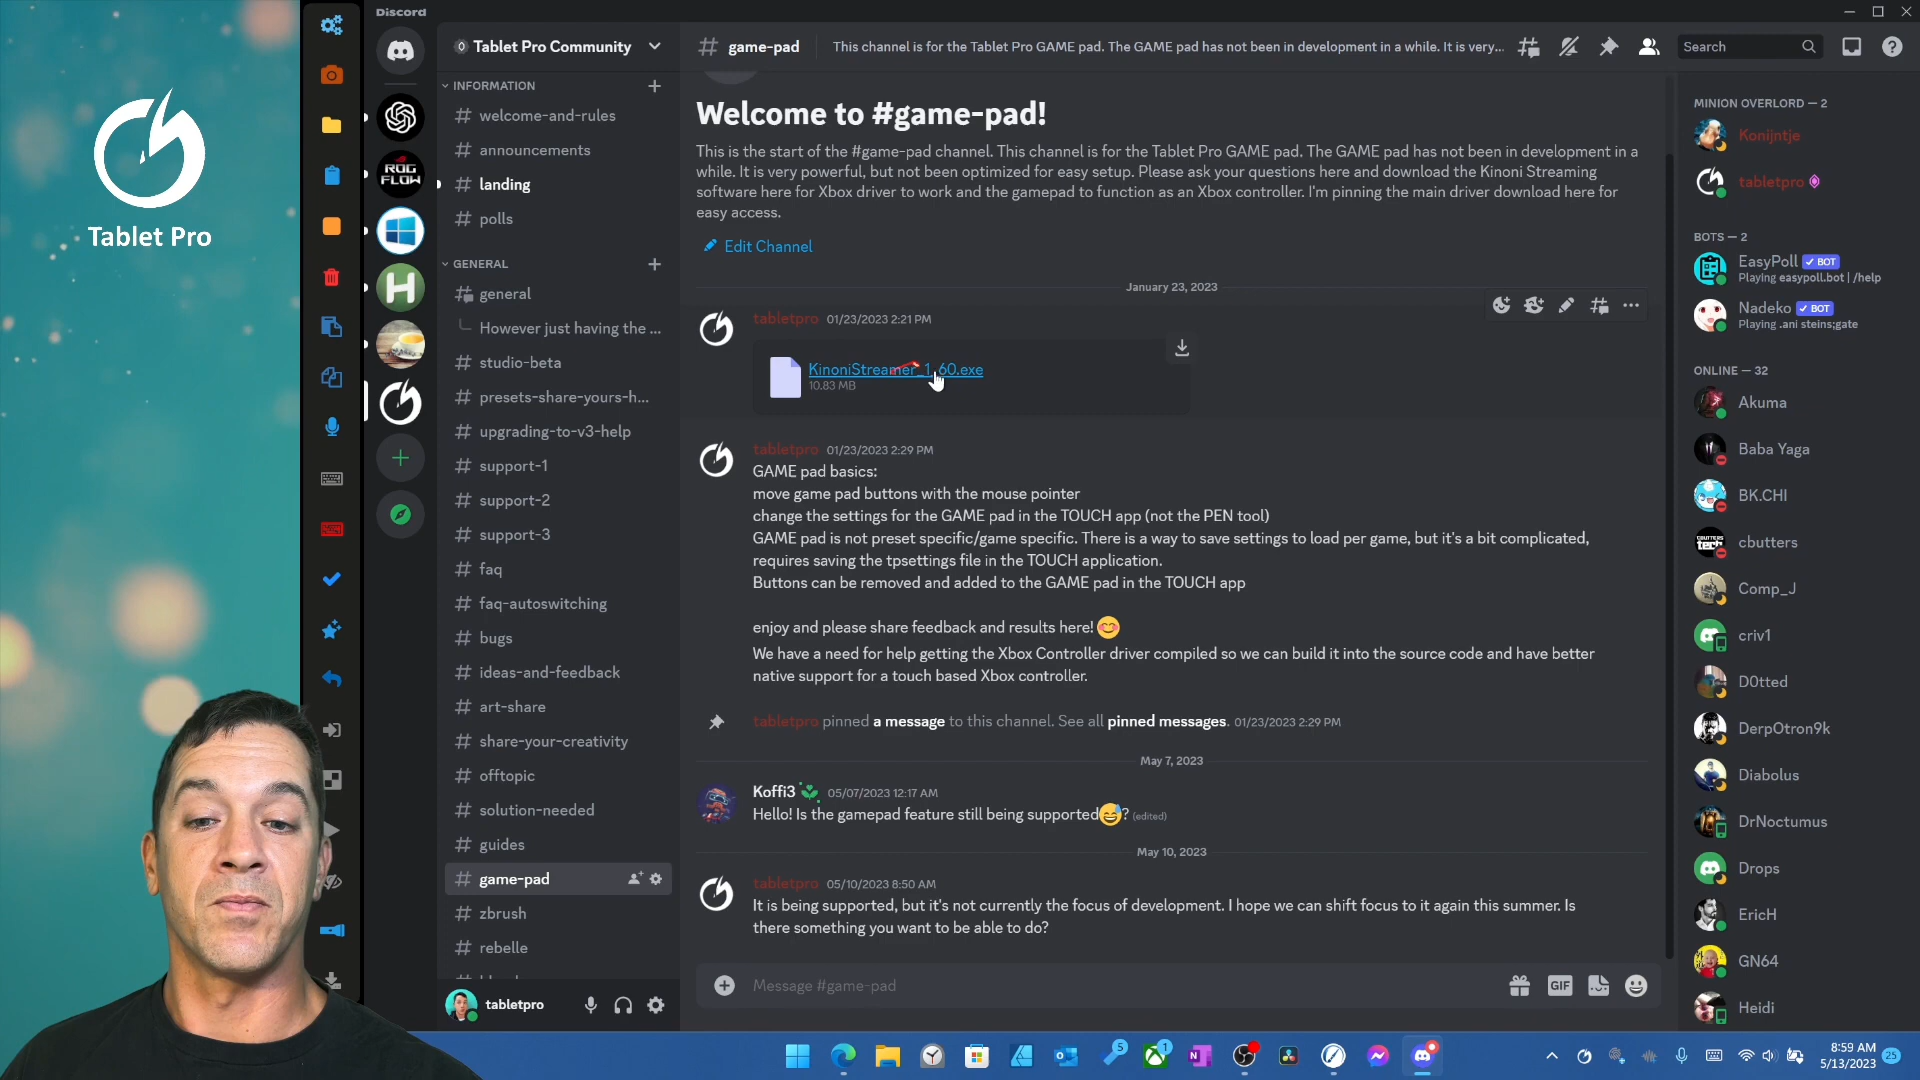 Discord
Tablet Pro
Tablet Pro Community
INFORMATION
welcome-and-rules
announcements
landing
polls
GENERAL
general
However just having the ...
studio-beta
presets-share-yours-h...
upgrading-to-v3-help
support-1
support-2
support-3
faq
faq-autoswitching
bugs
ideas-and-feedback
art-share
share-your-creativity
offtopic
solution-needed
guides
game-pad
zbrush
rebelle
tabletpro
ROG
FLOW
H
game-pad
This channel is for the Tablet Pro GAME pad. The GAME pad has not been in development in a while. It is very...
Search
Welcome to #game-pad!
This is the start of the #game-pad channel. This channel is for the Tablet Pro GAME pad. The GAME pad has not been in development in a
while. It is very powerful, but not been optimized for easy setup. Please ask your questions here and download the Kinoni Streaming
software here for Xbox driver to work and the gamepad to function as an Xbox controller. I'm pinning the main driver download here for
easy access.
Edit Channel
January 23, 2023
tabletpro 01/23/2023 2:21 PM
KinoniStreamer_1_60.exe
10.83 MB
tabletpro 01/23/2023 2:29 PM
GAME pad basics:
move game pad buttons with the mouse pointer
change the settings for the GAME pad in the TOUCH app (not the PEN tool)
GAME pad is not preset specific/game specific. There is a way to save settings to load per game, but it's a bit complicated,
requires saving the tpsettings file in the TOUCH application.
Buttons can be removed and added to the GAME pad in the TOUCH app
enjoy and please share feedback and results here!
We have a need for help getting the Xbox Controller driver compiled so we can build it into the source code and have better
native support for a touch based Xbox controller.
tabletpro pinned a message to this channel. See all pinned messages. 01/23/2023 2:29 PM
May 7, 2023
Koffi3 05/07/2023 12:17 AM
Hello! Is the gamepad feature still being supported? (edited)
May 10, 2023
tabletpro 05/10/2023 8:50 AM
It is being supported, but it's not currently the focus of development. I hope we can shift focus to it again this summer. Is
there something you want to be able to do?
Message #game-pad
GIF
MINION OVERLORD — 2
Konijntje
tabletpro
BOTS — 2
EasyPoll BOT
Playing easypoll.bot | /help
Nadeko BOT
Playing .ani steins;gate
ONLINE — 32
Akuma
Baba Yaga
BK.CHI
cbutters
Comp_J
criv1
D0tted
DerpOtron9k
Diabolus
DrNoctumus
Drops
EricH
GN64
Heidi
5
1
8:59 AM
5/13/2023
25